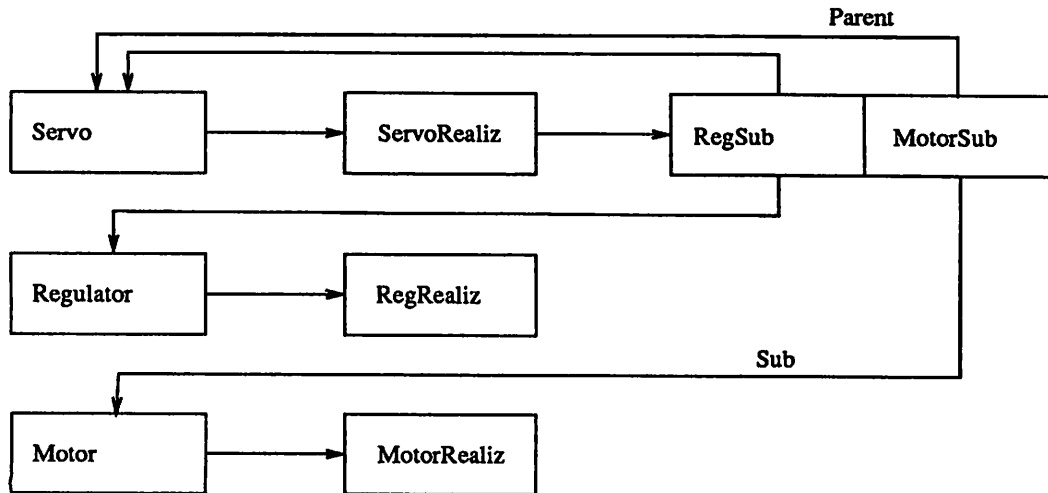 Parent
Servo
ServoRealiz
RegSub
MotorSub
Regulator
RegRealiz
Sub
Motor
MotorRealiz